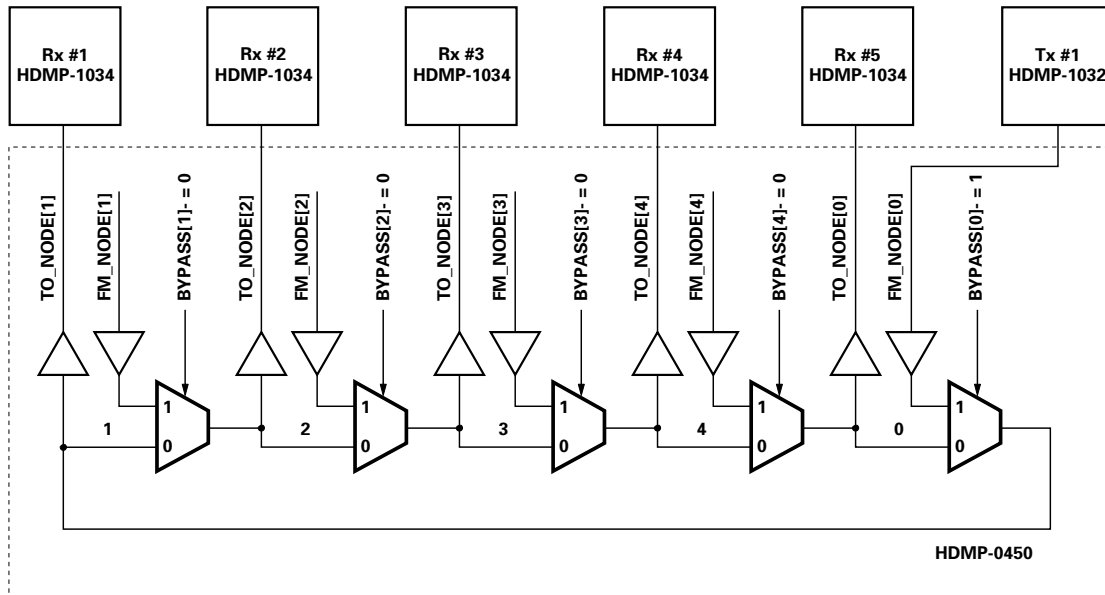 Rx #1
HDMP-1034
Rx #2
HDMP-1034
Rx #3
HDMP-1034
Rx #4
HDMP-1034
Rx #5
HDMP-1034
Tx #1
HDMP-1032
TO_NODE[1]
FM_NODE[1]
BYPASS[1]- = 0
TO_NODE[2]
FM_NODE[2]
BYPASS[2]- = 0
TO_NODE[3]
FM_NODE[3]
BYPASS[3]- = 0
TO_NODE[4]
FM_NODE[4]
BYPASS[4]- = 0
TO_NODE[0]
FM_NODE[0]
BYPASS[0]- = 1
1
1
0
2
1
0
3
1
0
4
1
0
0
1
0
HDMP-0450